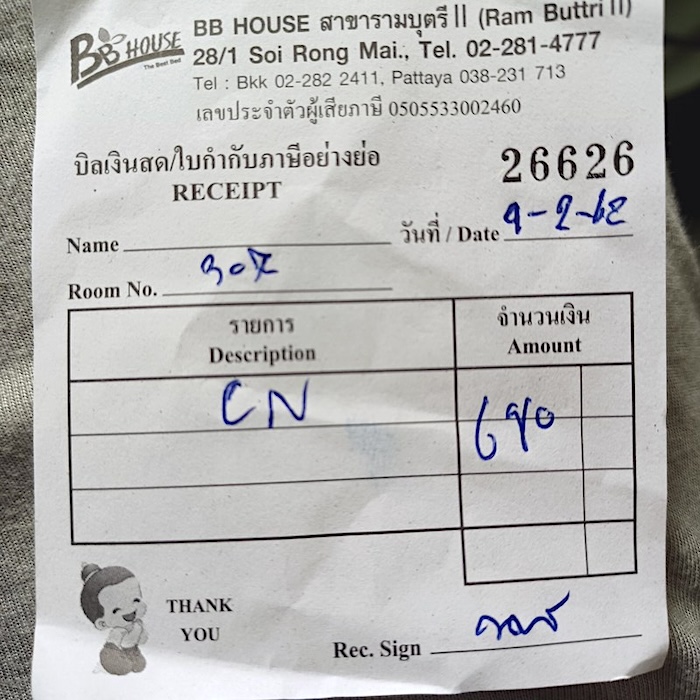 BB HOUSE
The Best Bed
BB HOUSE สาขารามบุตรี II (Ram Buttri II)
28/1 Soi Rong Mai., Tel. 02-281-4777
Tel : Bkk 02-282 2411, Pattaya 038-231 713
เลขประจำตัวผู้เสียภาษี 0505533002460
บิลเงินสด/ใบกำกับภาษีอย่างย่อ
26626
RECEIPT
Name
วันที่ / Date 9-2-68
Room No.
รายการ
จำนวนเงิน
Description
Amount
CN
690
THANK
YOU
Rec. Sign